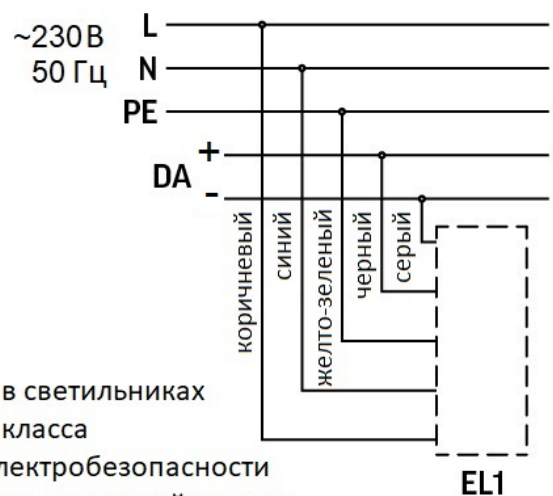 ~230В
50 Гц
L
N
PE
DA
+
-
коричневый
синий
желто-зеленый
черный
серый
в светильниках
класса
лектробезопасности
EL1